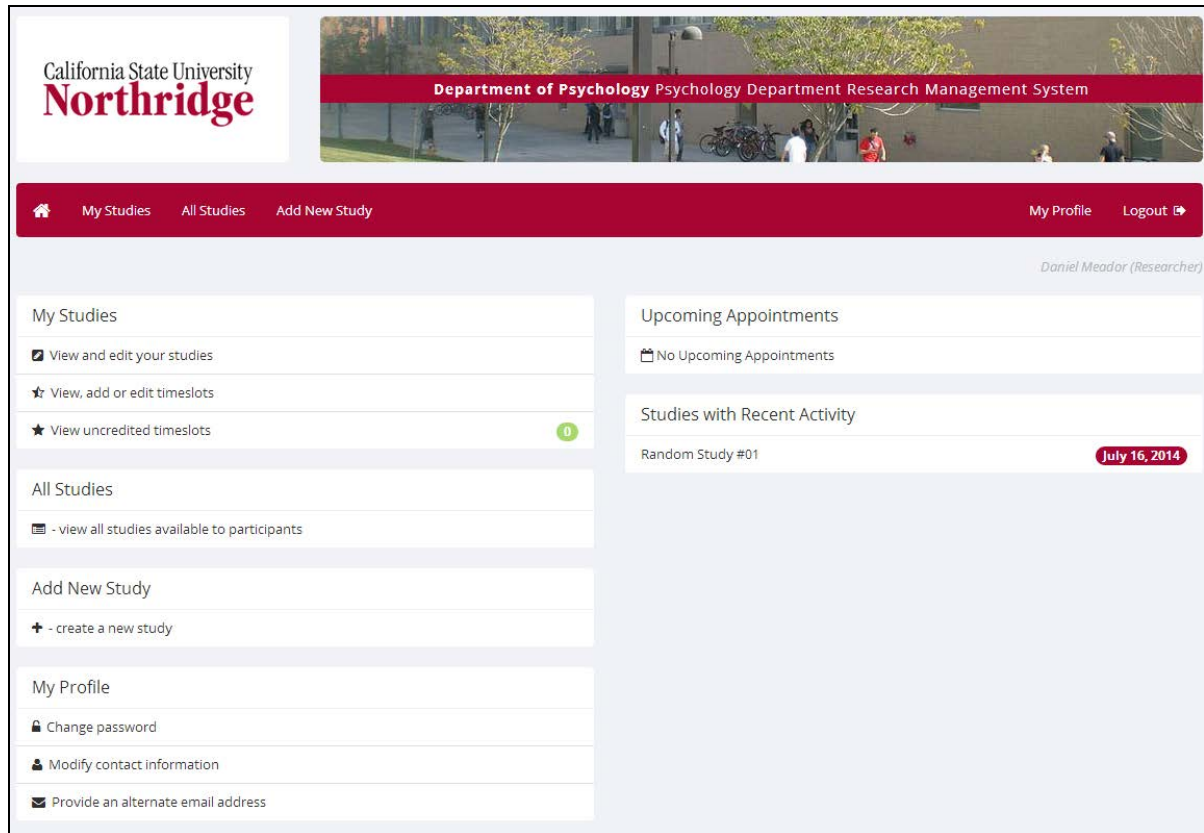 California State University
Northridge
Department of Psychology Psychology Department Research Management System
My Studies All Studies Add New Study My Profile Logout
Daniel Meador (Researcher)
My Studies
View and edit your studies
View, add or edit timeslots
View uncredited timeslots 0
All Studies
- view all studies available to participants
Add New Study
- create a new study
My Profile
Change password
Modify contact information
Provide an alternate email address
Upcoming Appointments
No Upcoming Appointments
Studies with Recent Activity
Random Study #01 July 16, 2014